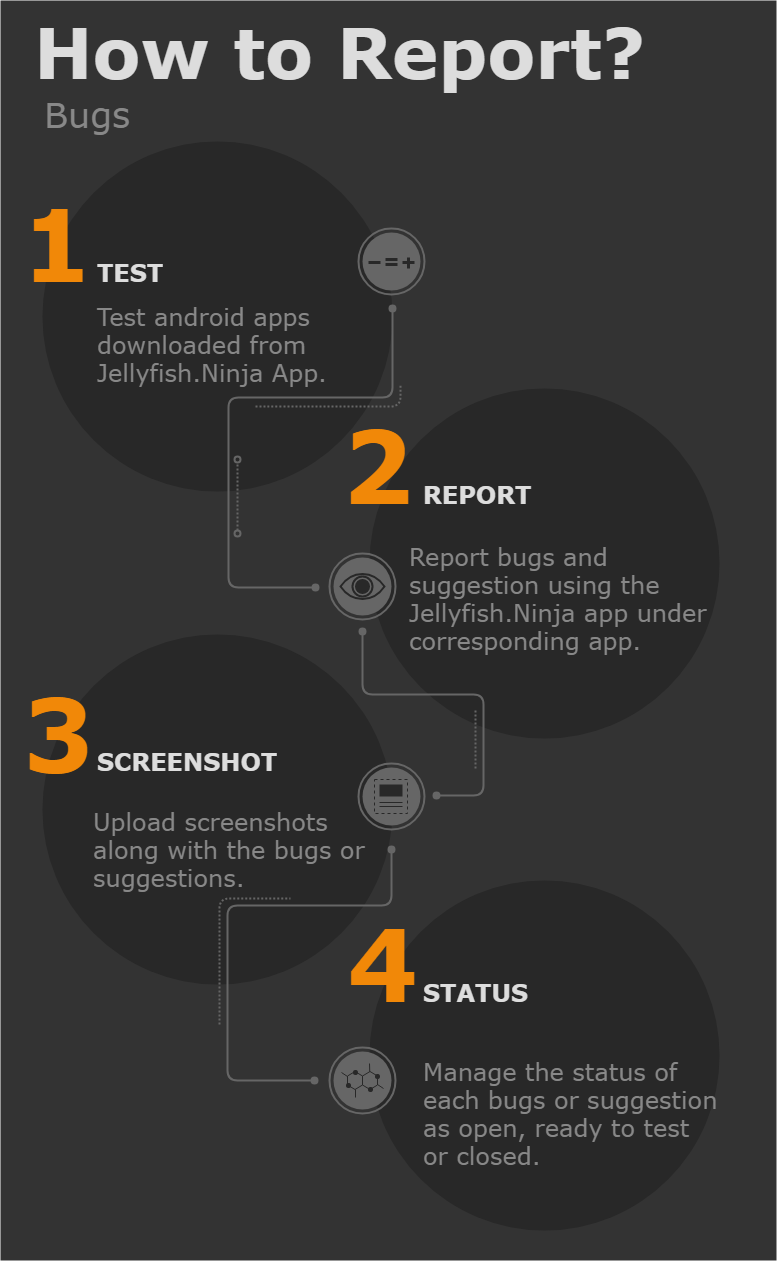 How to Report?
Bugs
1 TEST
Test android apps
downloaded from
Jellyfish.Ninja App.
2 REPORT
Report bugs and
suggestion using the
Jellyfish.Ninja app under
corresponding app.
3 SCREENSHOT
Upload screenshots
along with the bugs or
suggestions.
4 STATUS
Manage the status of
each bugs or suggestion
as open, ready to test
or closed.